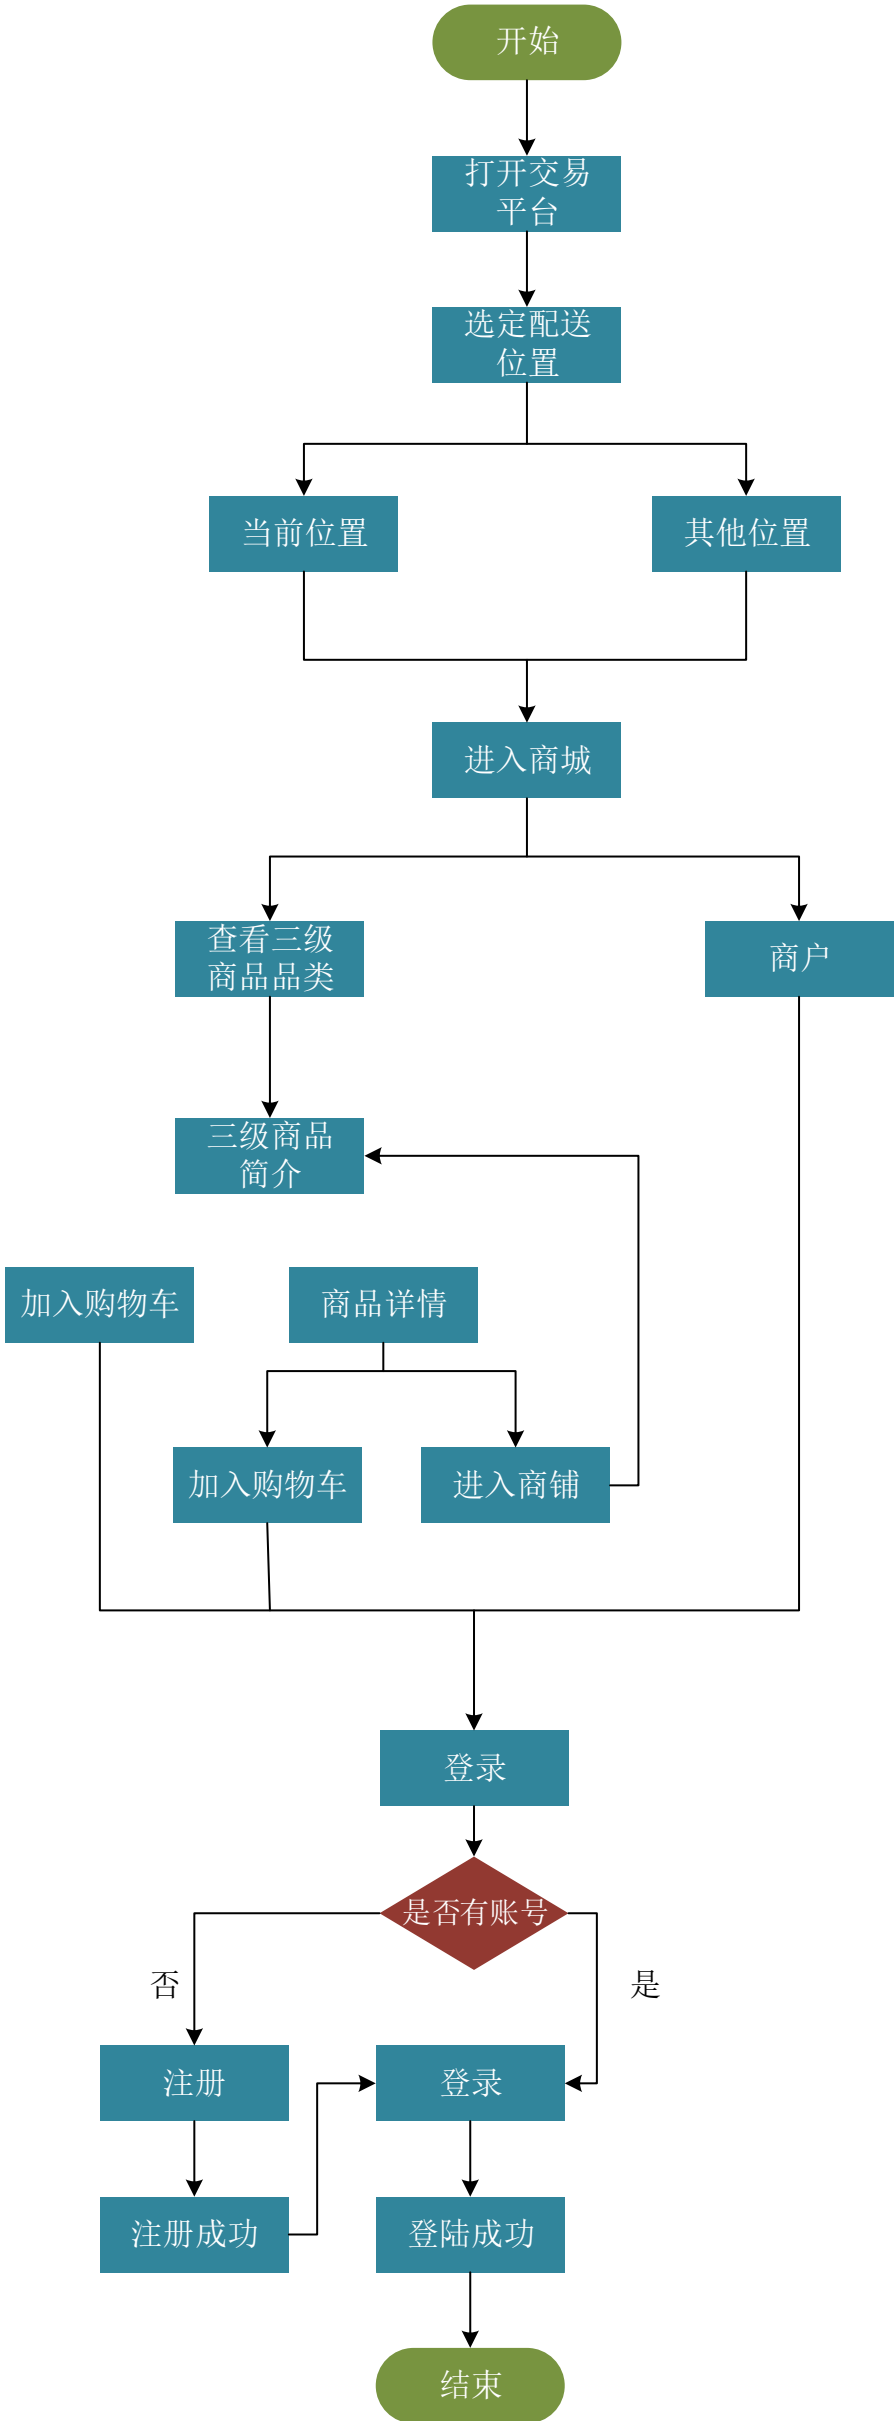 开始
打开交易
平台
选定配送
位置
当前位置
其他位置
进入商城
查看三级
商品品类
商户
三级商品
简介
加入购物车
商品详情
加入购物车
进入商铺
登录
是否有账号
否
是
注册
登录
注册成功
登陆成功
结束